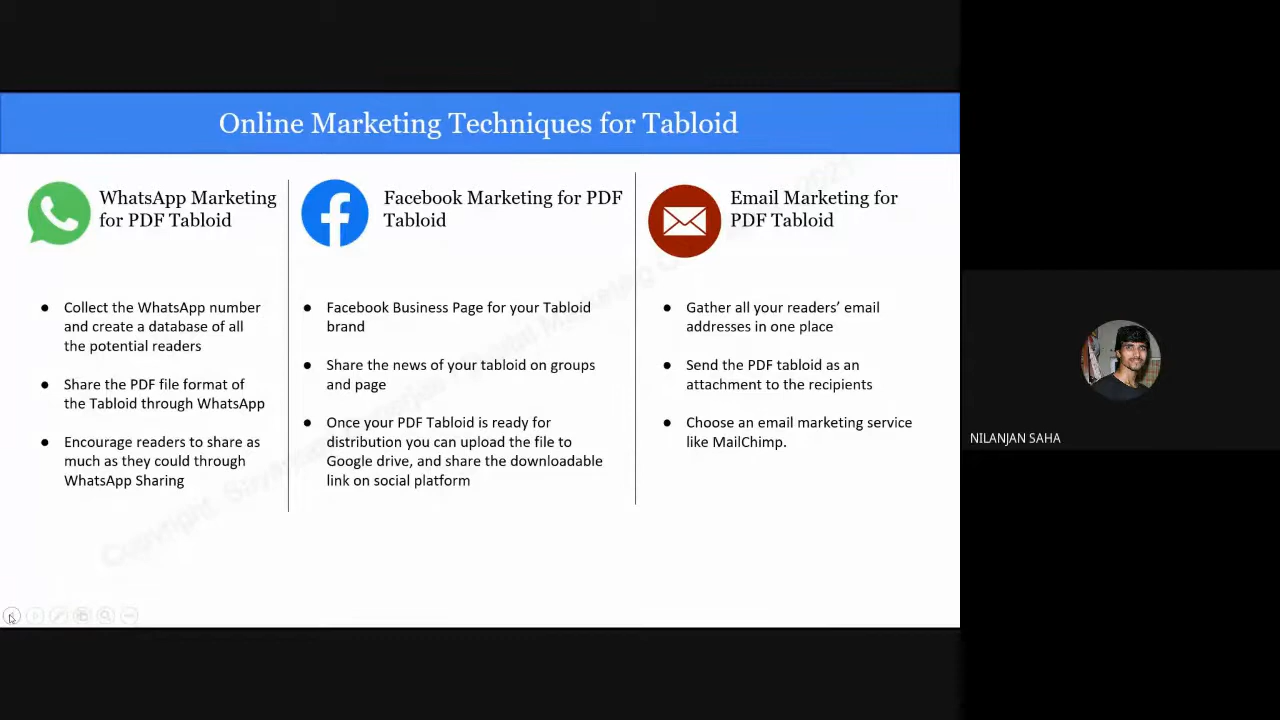 Online Marketing Techniques for Tabloid
WhatsApp Marketing
for PDF Tabloid
● Collect the WhatsApp number
and create a database of all
the potential readers
● Share the PDF file format of
the Tabloid through WhatsApp
● Encourage readers to share as
much as they could through
WhatsApp Sharing
Facebook Marketing for PDF
Tabloid
● Facebook Business Page for your Tabloid
brand
● Share the news of your tabloid on groups
and page
● Once your PDF Tabloid is ready for
distribution you can upload the file to
Google drive, and share the downloadable
link on social platform
Email Marketing for
PDF Tabloid
● Gather all your readers’ email
addresses in one place
● Send the PDF tabloid as an
attachment to the recipients
● Choose an email marketing service
like MailChimp.
NILANJAN SAHA